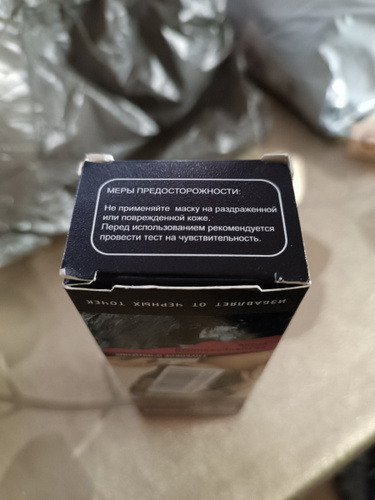 МЕРЫ ПРЕДОСТОРОЖНОСТИ:
Не применяйте маску на раздраженной
или поврежденной коже.
Перед использованием рекомендуется
провести тест на чувствительность.
ИЗБАВЛЯЕТ ОТ ЧЕРНЫХ ТОЧЕК